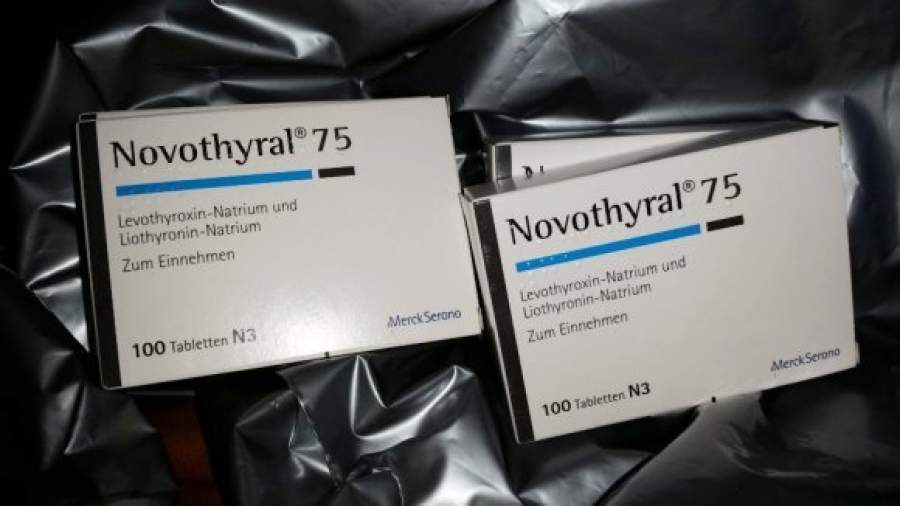 Novothyral® 75
Levothyroxin-Natrium und
Liothyronin-Natrium
Zum Einnehmen
100 Tabletten N3
MerckSerono
Novothyral® 75
Levothyroxin-Natrium und
Liothyronin-Natrium
Zum Einnehmen
100 Tabletten N3
MerckSerono